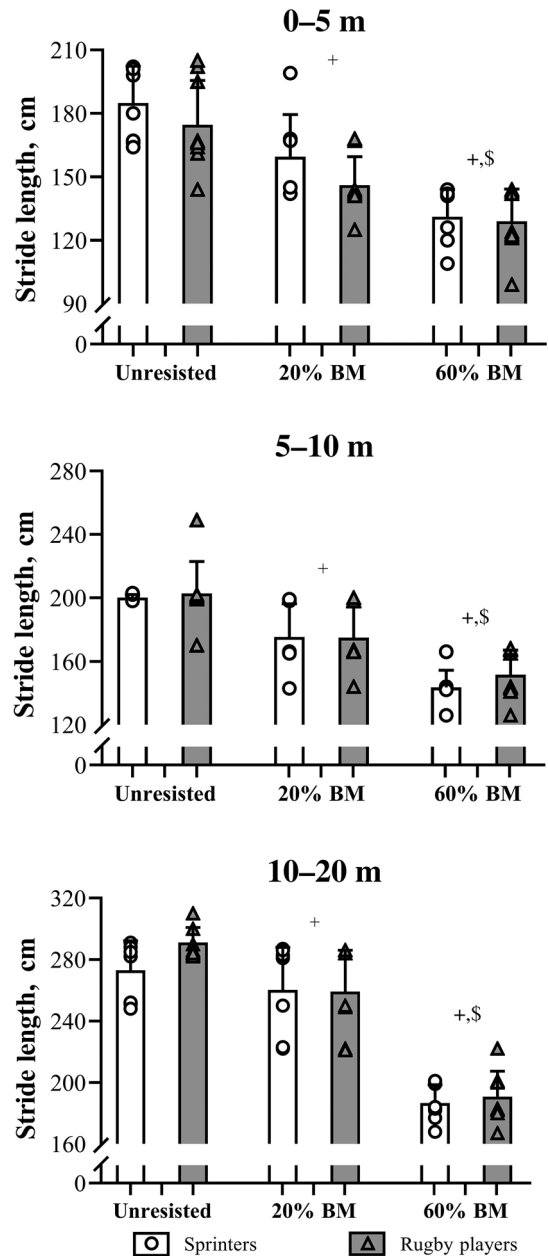 0–5 m
Stride length, cm
210
180
150
120
90
0
+
+,$
Unresisted 20% BM 60% BM
5–10 m
Stride length, cm
280
240
200
160
120
0
+
+,$
Unresisted 20% BM 60% BM
10–20 m
Stride length, cm
320
280
240
200
160
0
+
+,$
Unresisted 20% BM 60% BM
Sprinters Rugby players